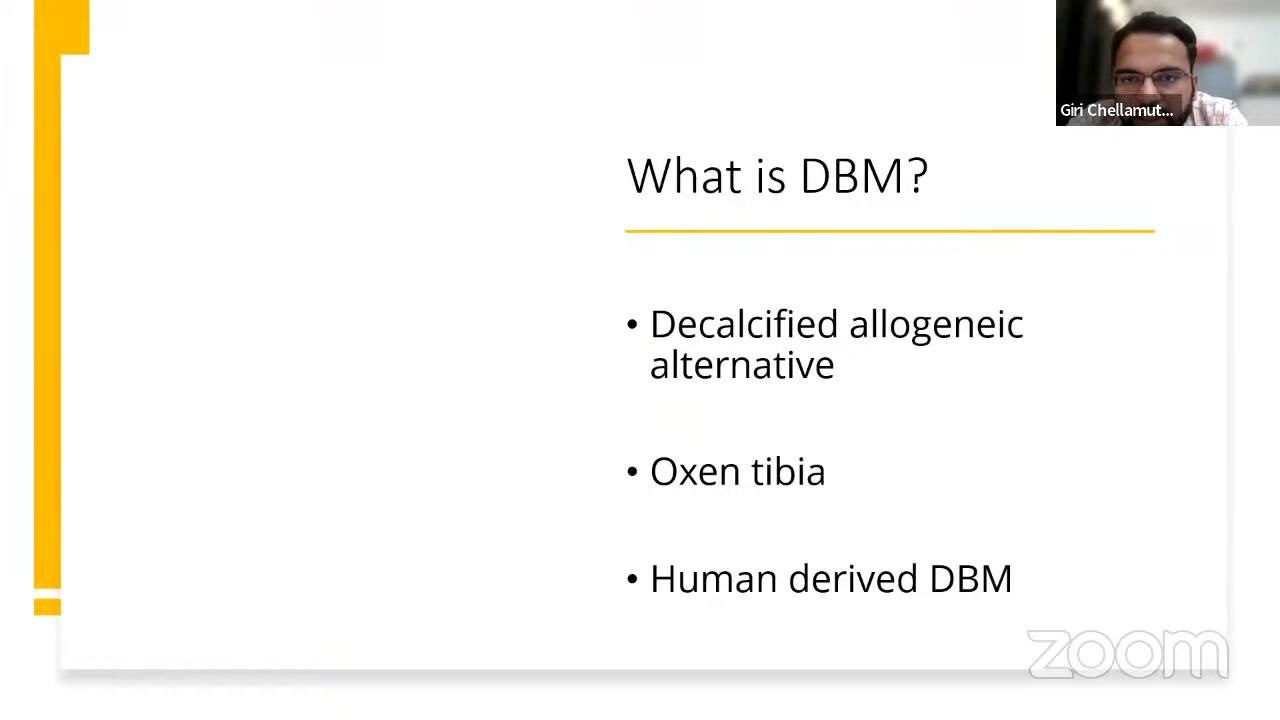 Giri Chellamut...
What is DBM?
• Decalcified allogeneic
alternative
• Oxen tibia
• Human derived DBM
zoom